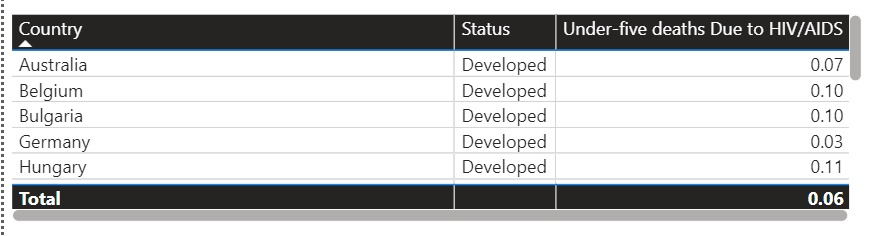 Country Status Under-five deaths Due to HIV/AIDS
Australia Developed 0.07
Belgium Developed 0.10
Bulgaria Developed 0.10
Germany Developed 0.03
Hungary Developed 0.11
Total 0.06